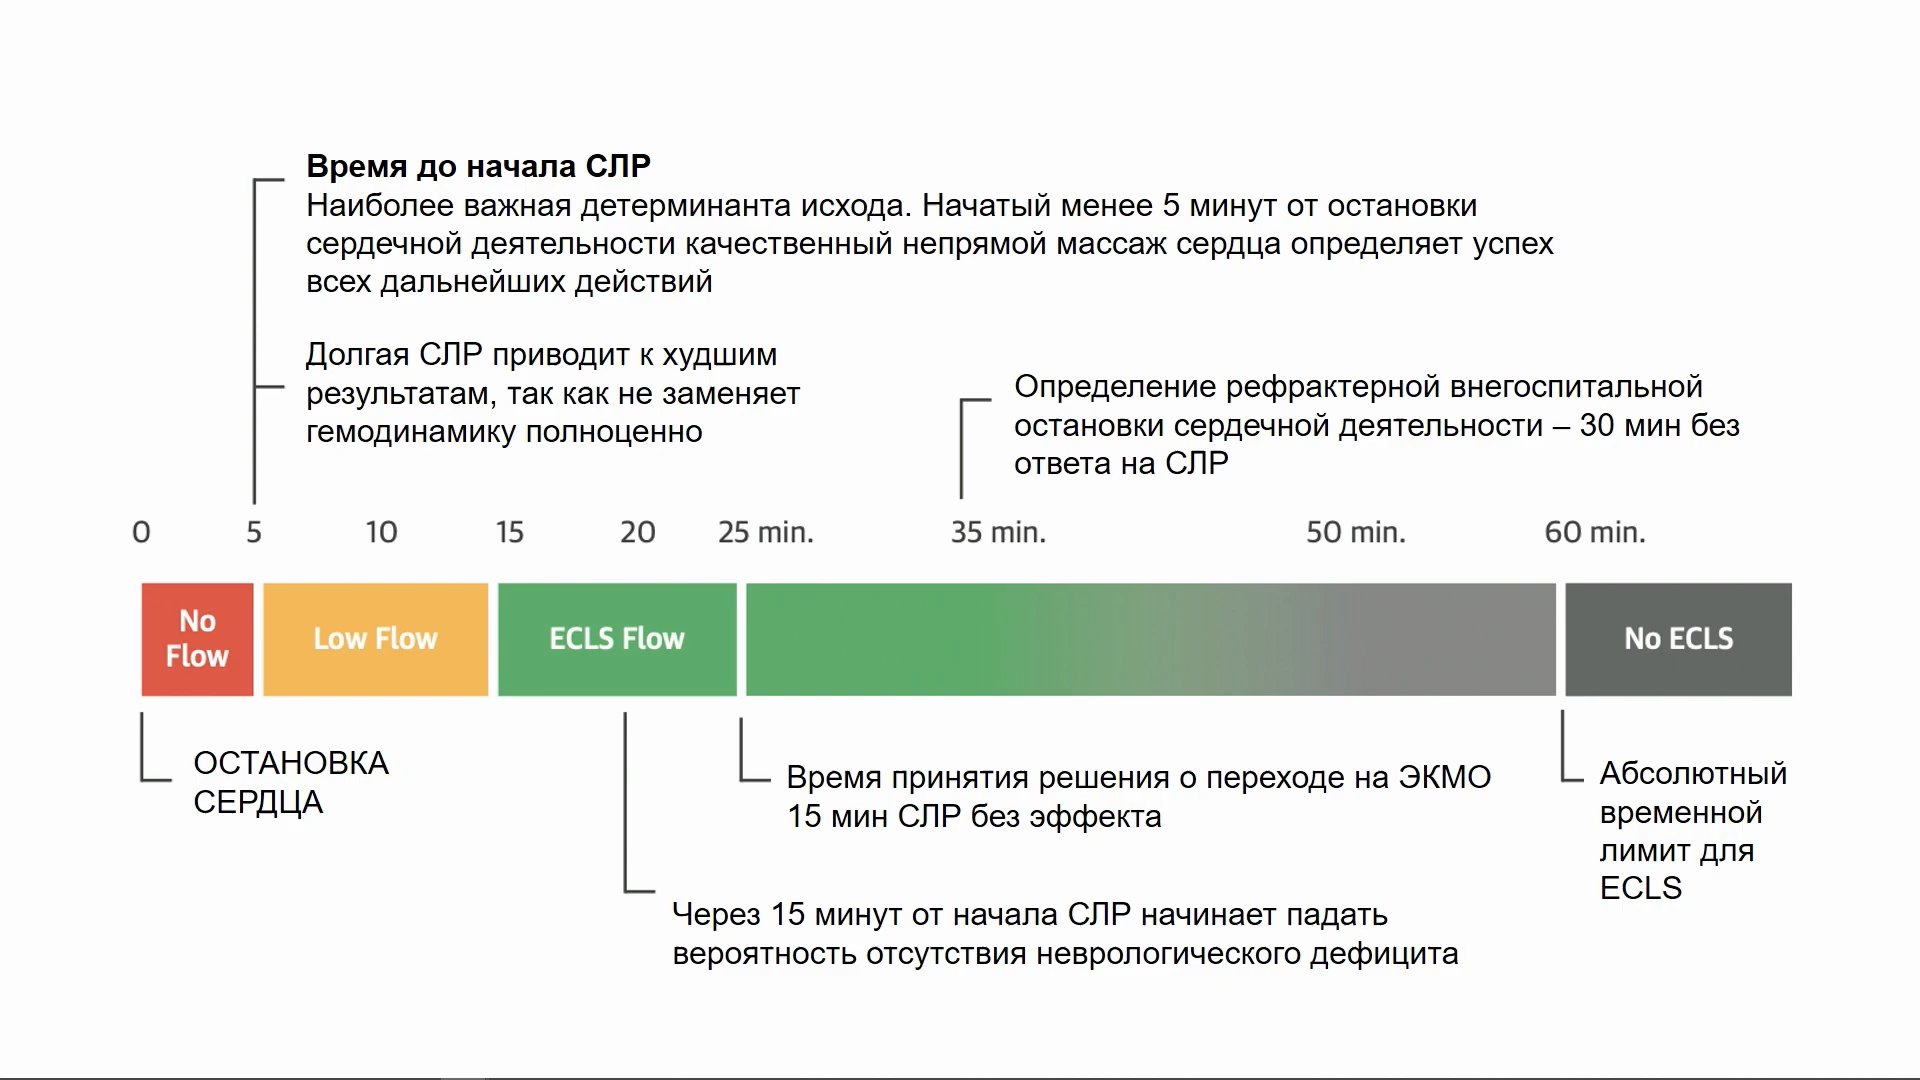 Время до начала СЛР
Наиболее важная детерминанта исхода. Начатый менее 5 минут от остановки
сердечной деятельности качественный непрямой массаж сердца определяет успех
всех дальнейших действий
Долгая СЛР приводит к худшим
результатам, так как не заменяет
гемодинамику полноценно
Определение рефрактерной внегоспитальной
остановки сердечной деятельности – 30 мин без
ответа на СЛР
0 5 10 15 20 25 min. 35 min. 50 min. 60 min.
No
Flow
Low Flow
ECLS Flow
No ECLS
ОСТАНОВКА
СЕРДЦА
Время принятия решения о переходе на ЭКМО
15 мин СЛР без эффекта
Абсолютный
временной
лимит для
ECLS
Через 15 минут от начала СЛР начинает падать
вероятность отсутствия неврологического дефицита